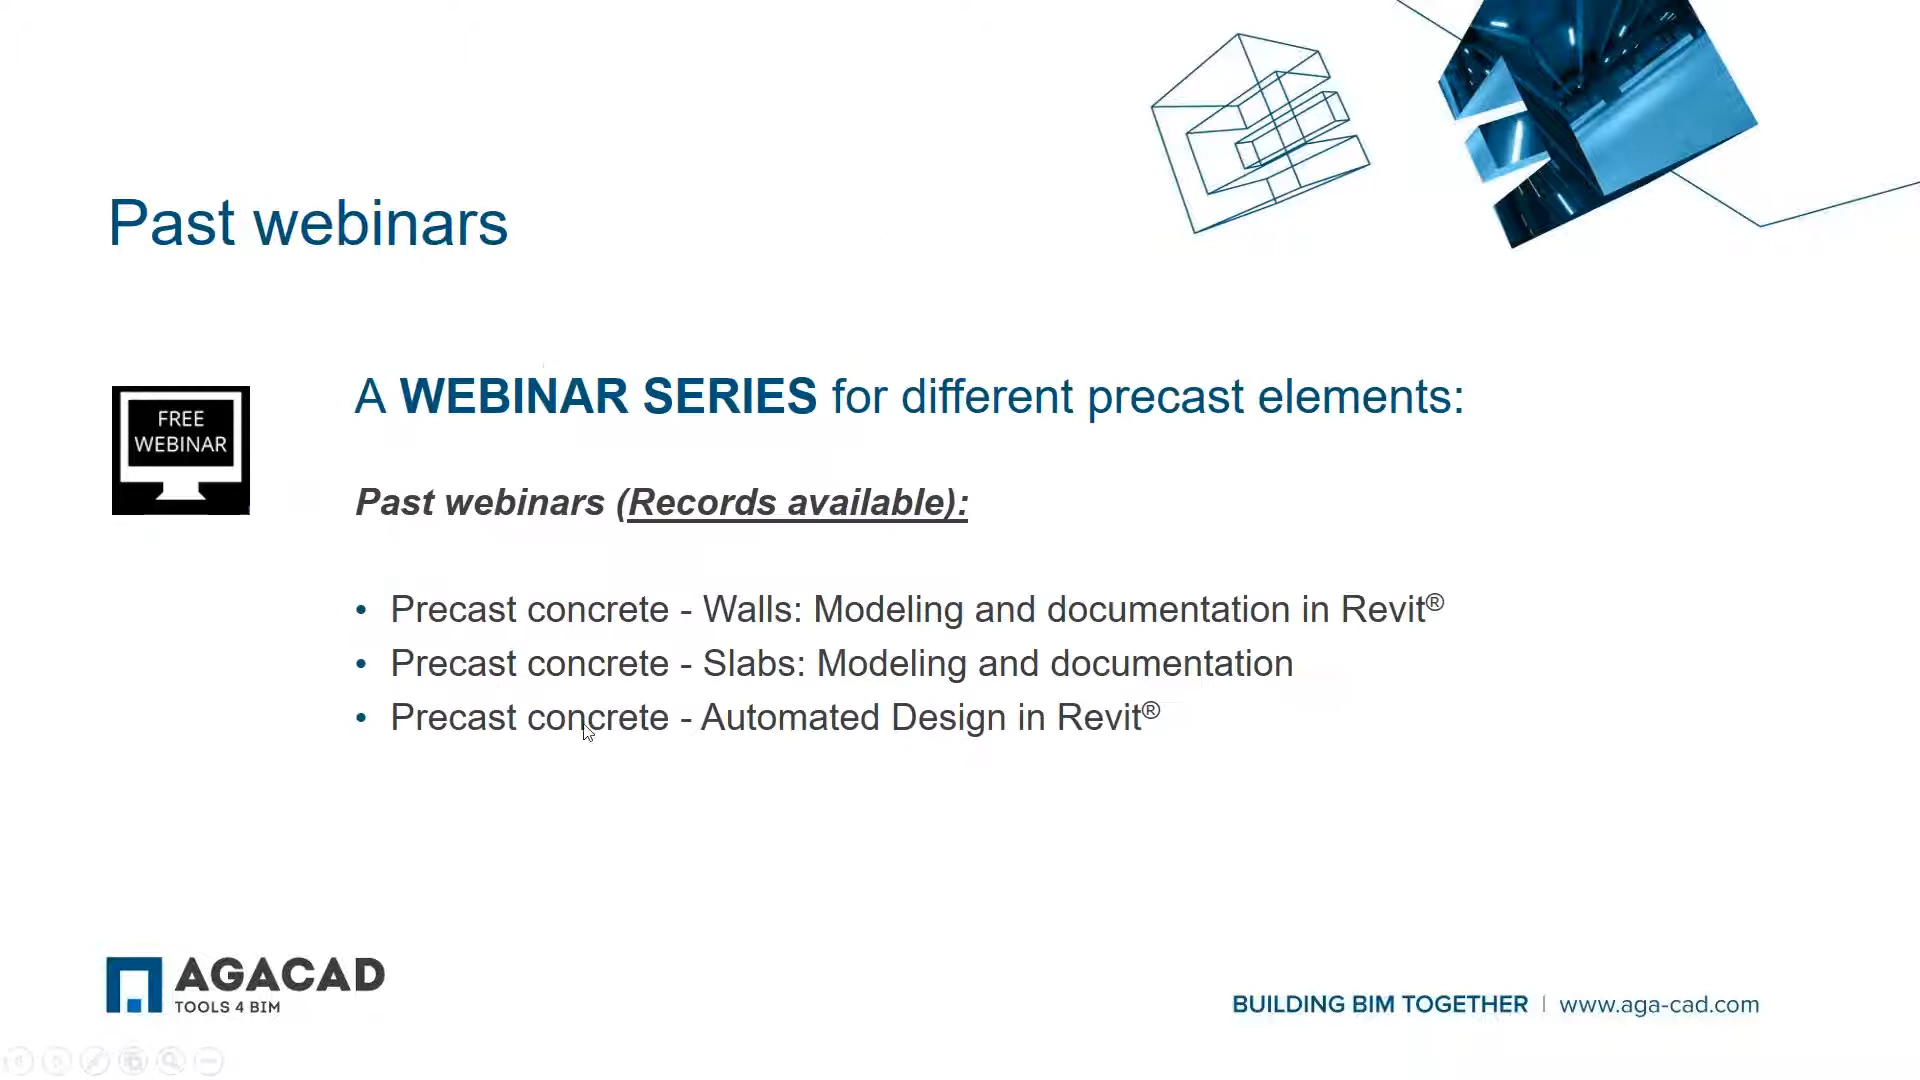 Past webinars
FREE
WEBINAR
A WEBINAR SERIES for different precast elements:
Past webinars (Records available):
• Precast concrete - Walls: Modeling and documentation in Revit®
• Precast concrete - Slabs: Modeling and documentation
• Precast concrete - Automated Design in Revit®
AGACAD
TOOLS 4 BIM
BUILDING BIM TOGETHER | www.aga-cad.com